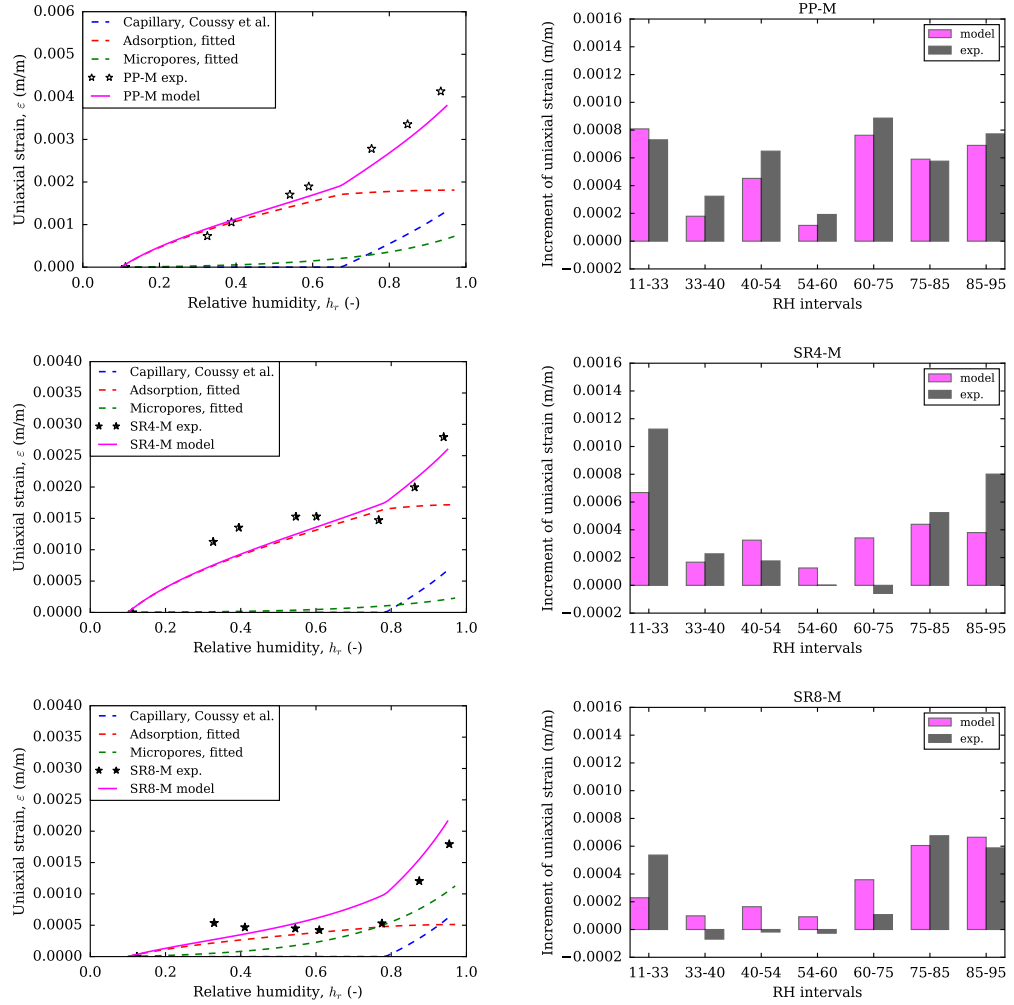 PP-M
0.006
0.005
0.004
0.003
0.002
0.001
0.000
Uniaxial strain, ε (m/m)
Capillary, Coussy et al.
Adsorption, fitted
Micropores, fitted
PP-M exp.
PP-M model
0.0 0.2 0.4 0.6 0.8 1.0
Relative humidity, hᵣ (-)
0.0016
0.0014
0.0012
0.0010
0.0008
0.0006
0.0004
0.0002
0.0000
−0.0002
Increment of uniaxial strain (m/m)
model
exp.
11-33 33-40 40-54 54-60 60-75 75-85 85-95
RH intervals
SR4-M
0.0040
0.0035
0.0030
0.0025
0.0020
0.0015
0.0010
0.0005
0.0000
Uniaxial strain, ε (m/m)
Capillary, Coussy et al.
Adsorption, fitted
Micropores, fitted
SR4-M exp.
SR4-M model
0.0 0.2 0.4 0.6 0.8 1.0
Relative humidity, hᵣ (-)
0.0016
0.0014
0.0012
0.0010
0.0008
0.0006
0.0004
0.0002
0.0000
−0.0002
Increment of uniaxial strain (m/m)
model
exp.
11-33 33-40 40-54 54-60 60-75 75-85 85-95
RH intervals
SR8-M
0.0040
0.0035
0.0030
0.0025
0.0020
0.0015
0.0010
0.0005
0.0000
Uniaxial strain, ε (m/m)
Capillary, Coussy et al.
Adsorption, fitted
Micropores, fitted
SR8-M exp.
SR8-M model
0.0 0.2 0.4 0.6 0.8 1.0
Relative humidity, hᵣ (-)
0.0016
0.0014
0.0012
0.0010
0.0008
0.0006
0.0004
0.0002
0.0000
−0.0002
Increment of uniaxial strain (m/m)
model
exp.
11-33 33-40 40-54 54-60 60-75 75-85 85-95
RH intervals